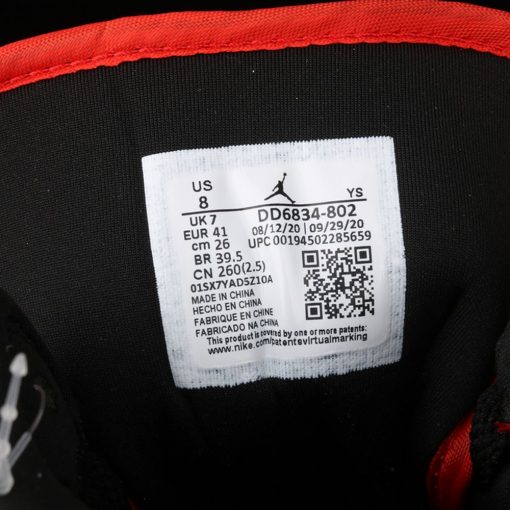 US
8 YS
UK 7 DD6834-802
EUR 41 08/12/20 | 09/29/20
cm 26 UPC 00194502285659
BR 39.5
CN 260(2.5)
01SX7YAD5Z10A
MADE IN CHINA
HECHO EN CHINA
FABRIQUE EN CHINE
FABRICADO NA CHINA
This product is covered by one or more patents:
www.nike.com/patentsvirtualmarking